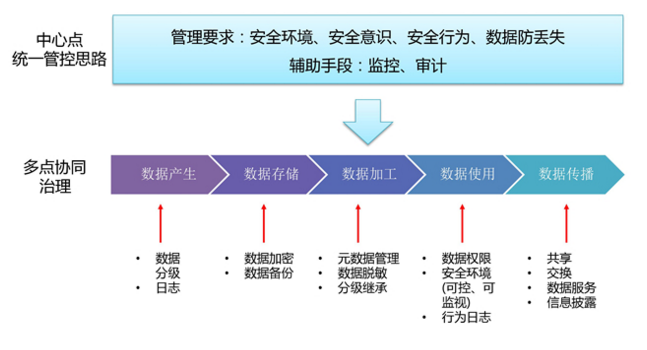 中心点
统一管控思路
管理要求：安全环境、安全意识、安全行为、数据防丢失
辅助手段：监控、审计
多点协同
治理
数据产生
数据存储
数据加工
数据使用
数据传播
• 数据
分级
• 日志
• 数据加密
• 数据备份
• 元数据管理
• 数据脱敏
• 分级继承
• 数据权限
• 安全环境
(可控、可
监视)
• 行为日志
• 共享
• 交换
• 数据服务
• 信息披露